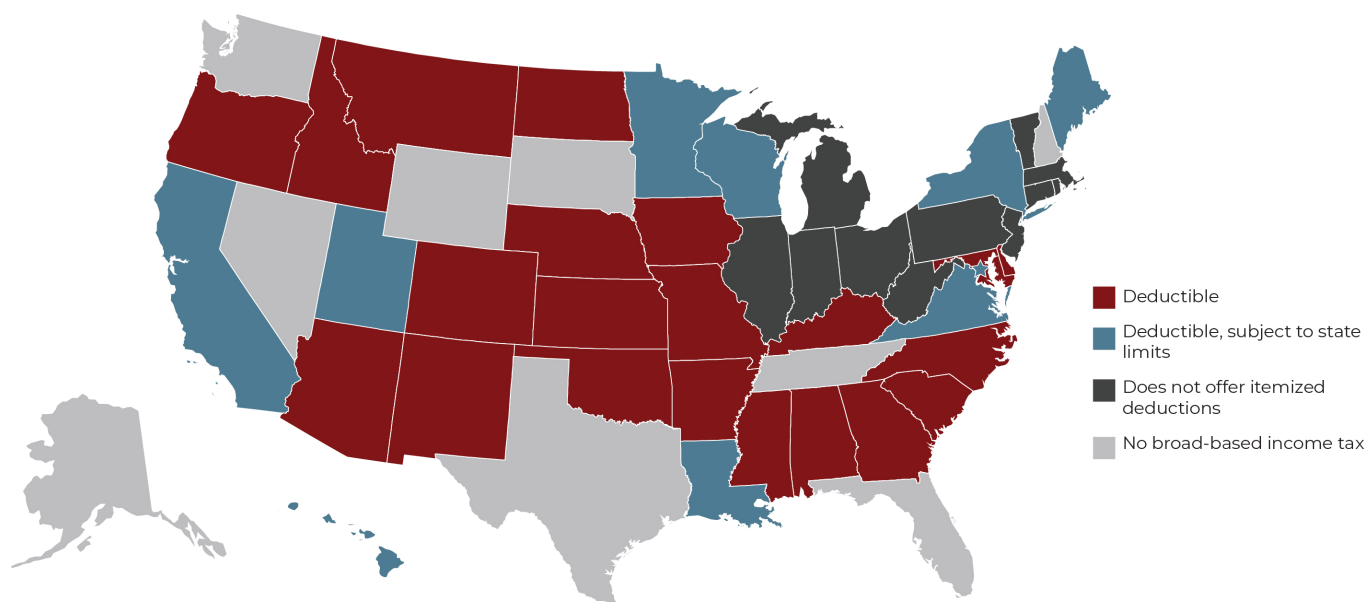 Deductible
Deductible, subject to state
limits
Does not offer itemized
deductions
No broad-based income tax